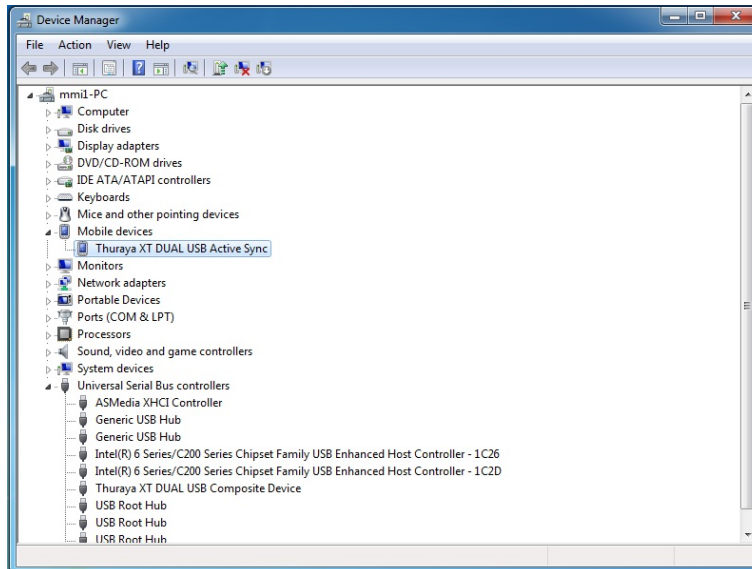 Device Manager
File Action View Help
mmi1-PC
Computer
Disk drives
Display adapters
DVD/CD-ROM drives
IDE ATA/ATAPI controllers
Keyboards
Mice and other pointing devices
Mobile devices
Thuraya XT DUAL USB Active Sync
Monitors
Network adapters
Portable Devices
Ports (COM & LPT)
Processors
Sound, video and game controllers
System devices
Universal Serial Bus controllers
ASMedia XHCI Controller
Generic USB Hub
Generic USB Hub
Intel(R) 6 Series/C200 Series Chipset Family USB Enhanced Host Controller - 1C26
Intel(R) 6 Series/C200 Series Chipset Family USB Enhanced Host Controller - 1C2D
Thuraya XT DUAL USB Composite Device
USB Root Hub
USB Root Hub
USB Root Hub